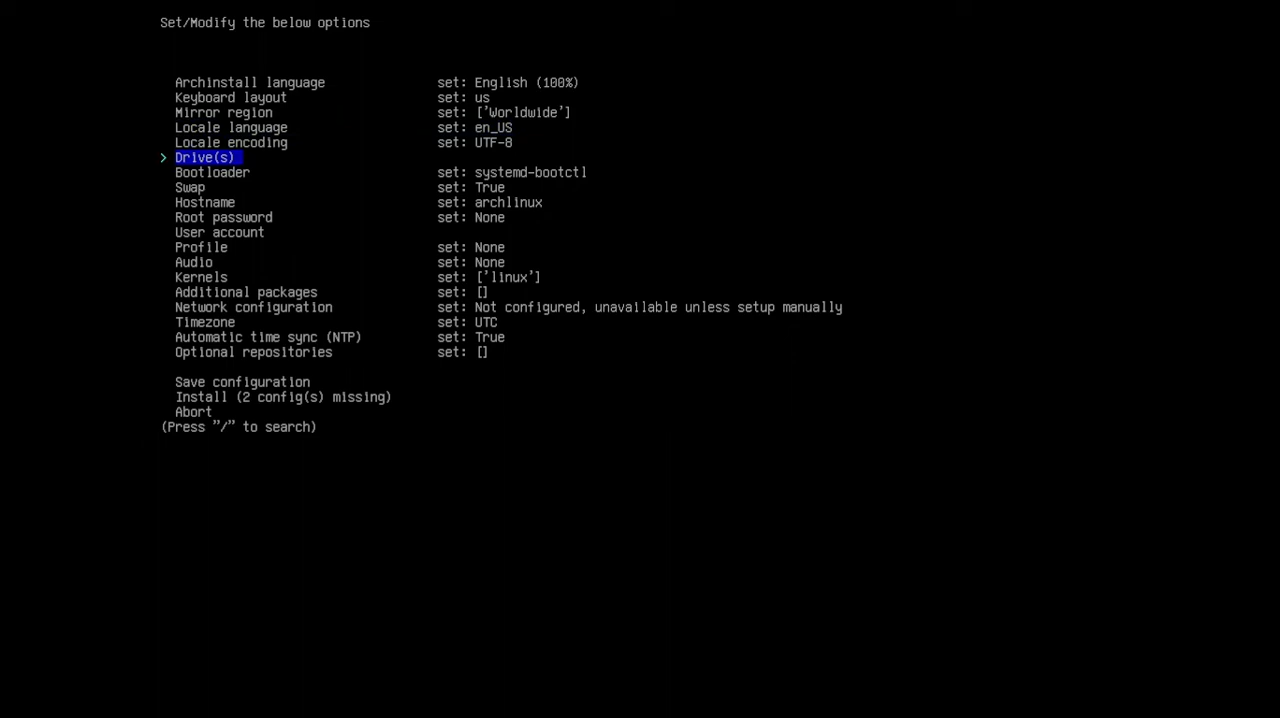 Set/Modify the below options
Archinstall language set: English (100%)
Keyboard layout set: us
Mirror region set: ['Worldwide']
Locale language set: en_US
Locale encoding set: UTF-8
> Drive(s)
Bootloader set: systemd-bootctl
Swap set: True
Hostname set: archlinux
Root password set: None
User account
Profile set: None
Audio set: None
Kernels set: ['linux']
Additional packages set: []
Network configuration set: Not configured, unavailable unless setup manually
Timezone set: UTC
Automatic time sync (NTP) set: True
Optional repositories set: []
Save configuration
Install (2 config(s) missing)
Abort
(Press "/" to search)